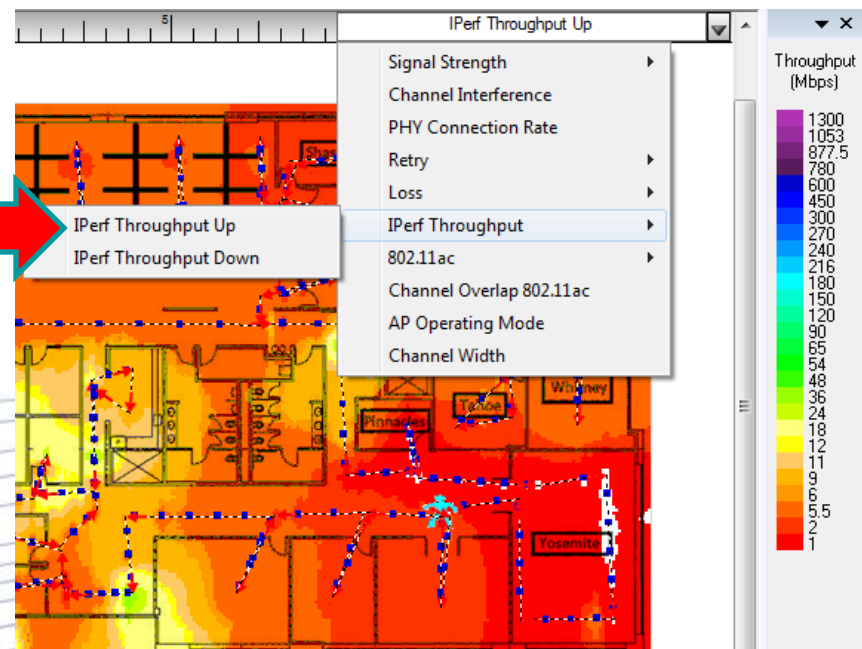 5
IPerf Throughput Up
Signal Strength
Channel Interference
PHY Connection Rate
Retry
Loss
IPerf Throughput
802.11ac
Channel Overlap 802.11ac
AP Operating Mode
Channel Width
IPerf Throughput Up
IPerf Throughput Down
Shas
Whitney
Tahoe
Pinnacles
Yosemite
Throughput
(Mbps)
1300
1053
877.5
780
600
450
300
270
240
216
180
150
120
90
65
54
48
36
24
18
12
11
9
6
5.5
2
1